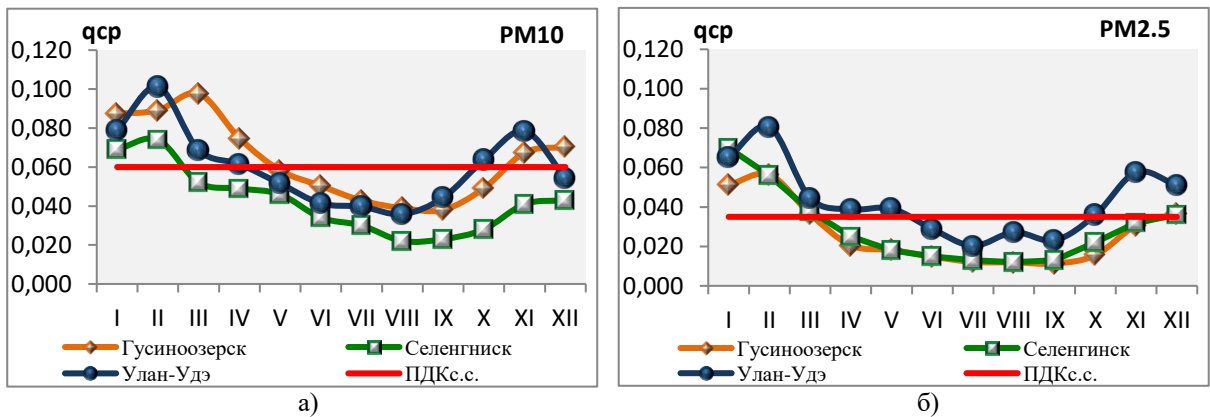 qcp PM10
0,120
0,100
0,080
0,060
0,040
0,020
0,000
I II III IV V VI VII VIII IX X XI XII
Гусиноозерск Селенгниск
Улан-Удэ ПДКс.с.
а)
qcp PM2.5
0,120
0,100
0,080
0,060
0,040
0,020
0,000
I II III IV V VI VII VIII IX X XI XII
Гусиноозерск Селенгинск
Улан-Удэ ПДКс.с.
б)